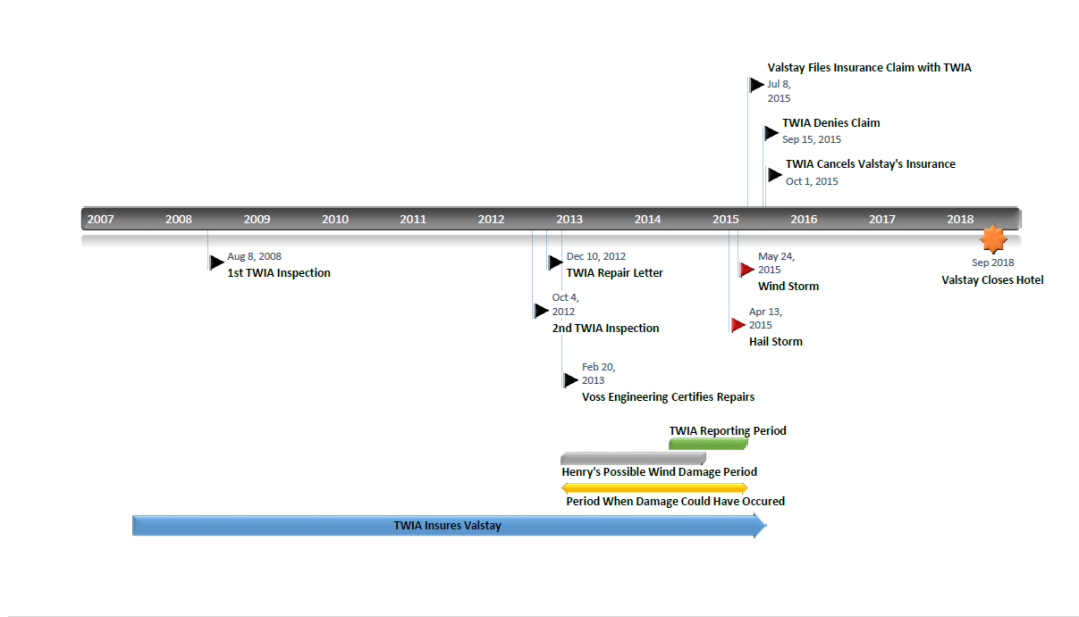 Valstay Files Insurance Claim with TWIA
Jul 8,
2015
TWIA Denies Claim
Sep 15, 2015
TWIA Cancels Valstay's Insurance
Oct 1, 2015
2007 2008 2009 2010 2011 2012 2013 2014 2015 2016 2017 2018
Aug 8, 2008
1st TWIA Inspection
Dec 10, 2012
TWIA Repair Letter
Oct 4,
2012
2nd TWIA Inspection
Feb 20,
2013
Voss Engineering Certifies Repairs
May 24,
2015
Wind Storm
Apr 13,
2015
Hail Storm
Sep 2018
Valstay Closes Hotel
TWIA Reporting Period
Henry's Possible Wind Damage Period
Period When Damage Could Have Occured
TWIA Insures Valstay